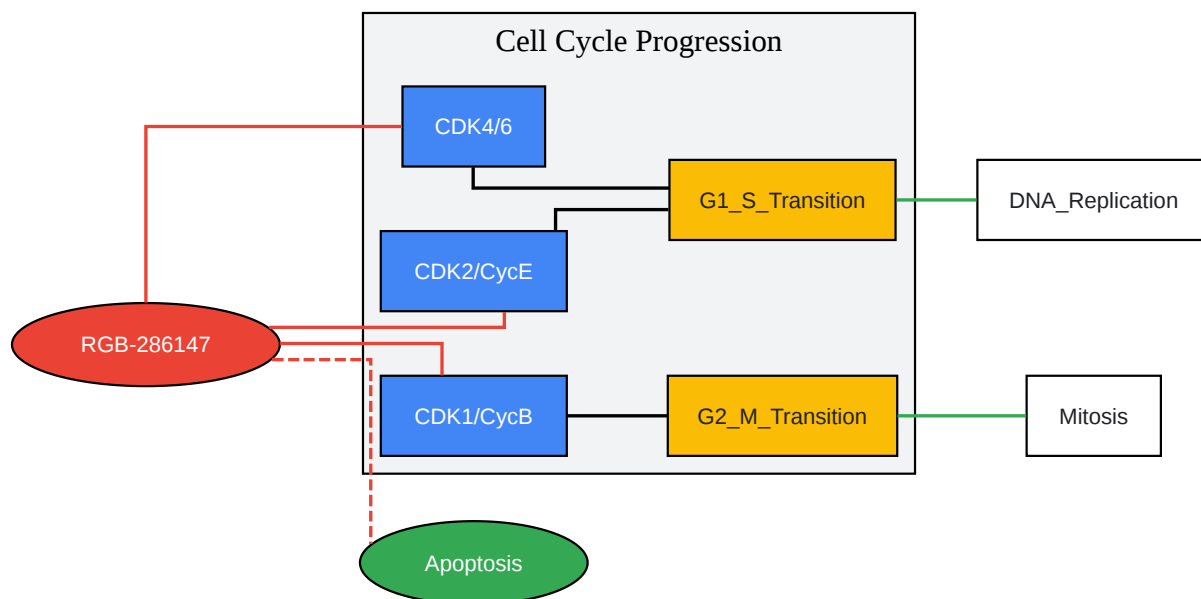 Cell Cycle Progression
CDK4/6
G1_S_Transition
DNA_Replication
CDK2/CycE
RGB-286147
CDK1/CycB
G2_M_Transition
Mitosis
Apoptosis